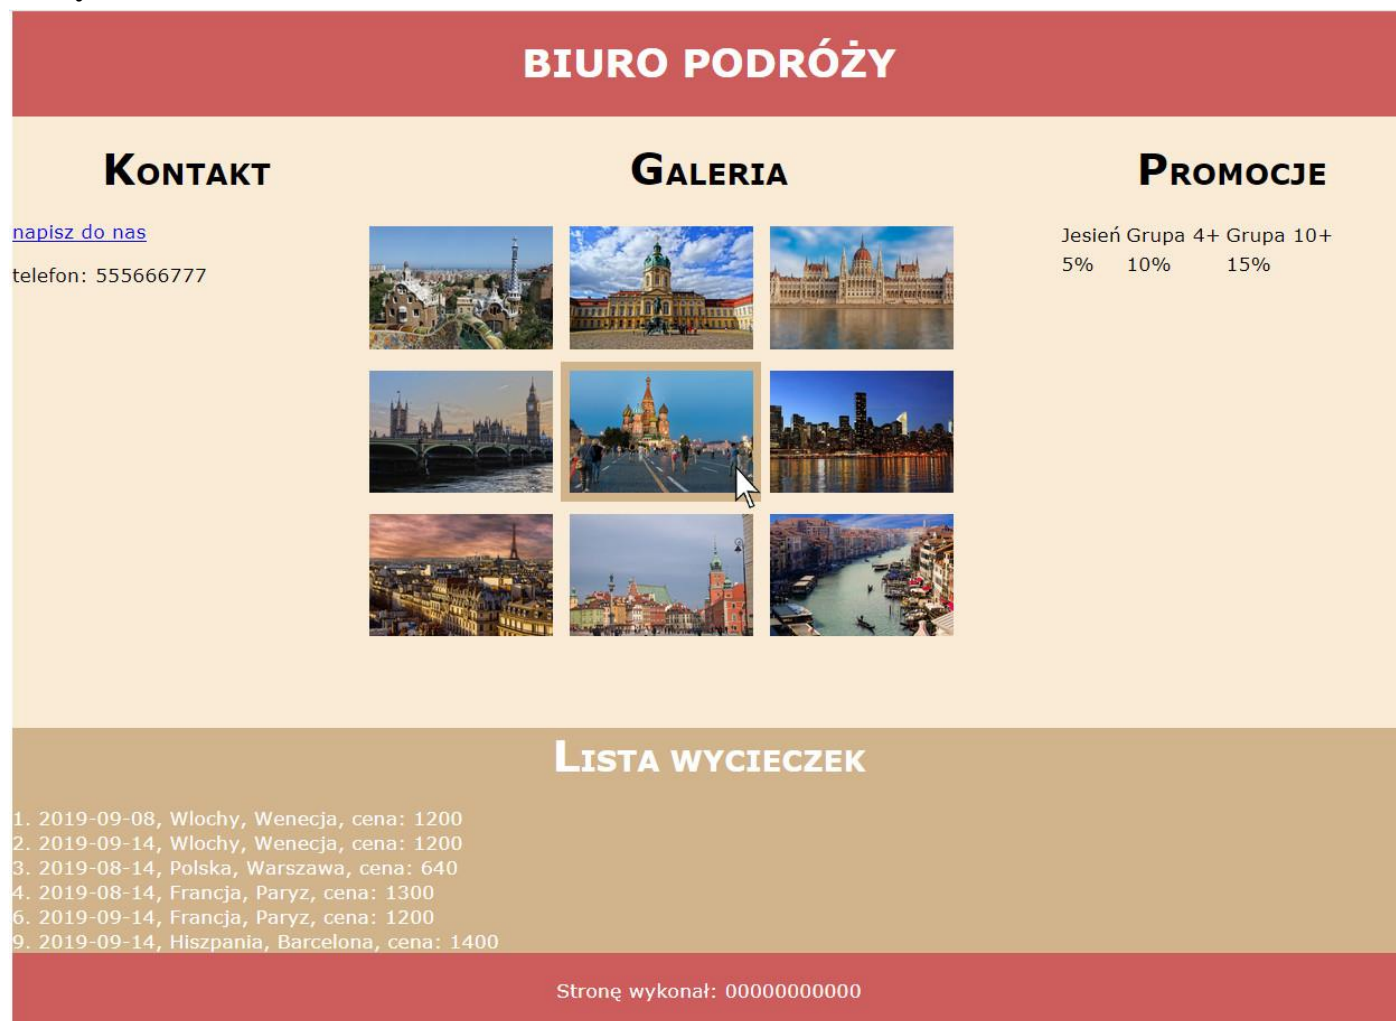 BIURO PODRÓŻY
Kontakt
napisz do nas
telefon: 555666777
Galeria
Promocje
Jesień Grupa 4+ Grupa 10+
5% 10% 15%
Lista wycieczek
1. 2019-09-08, Wlochy, Wenecja, cena: 1200
2. 2019-09-14, Wlochy, Wenecja, cena: 1200
3. 2019-08-14, Polska, Warszawa, cena: 640
4. 2019-08-14, Francja, Paryz, cena: 1300
6. 2019-09-14, Francja, Paryz, cena: 1200
9. 2019-09-14, Hiszpania, Barcelona, cena: 1400
Stronę wykonał: 00000000000